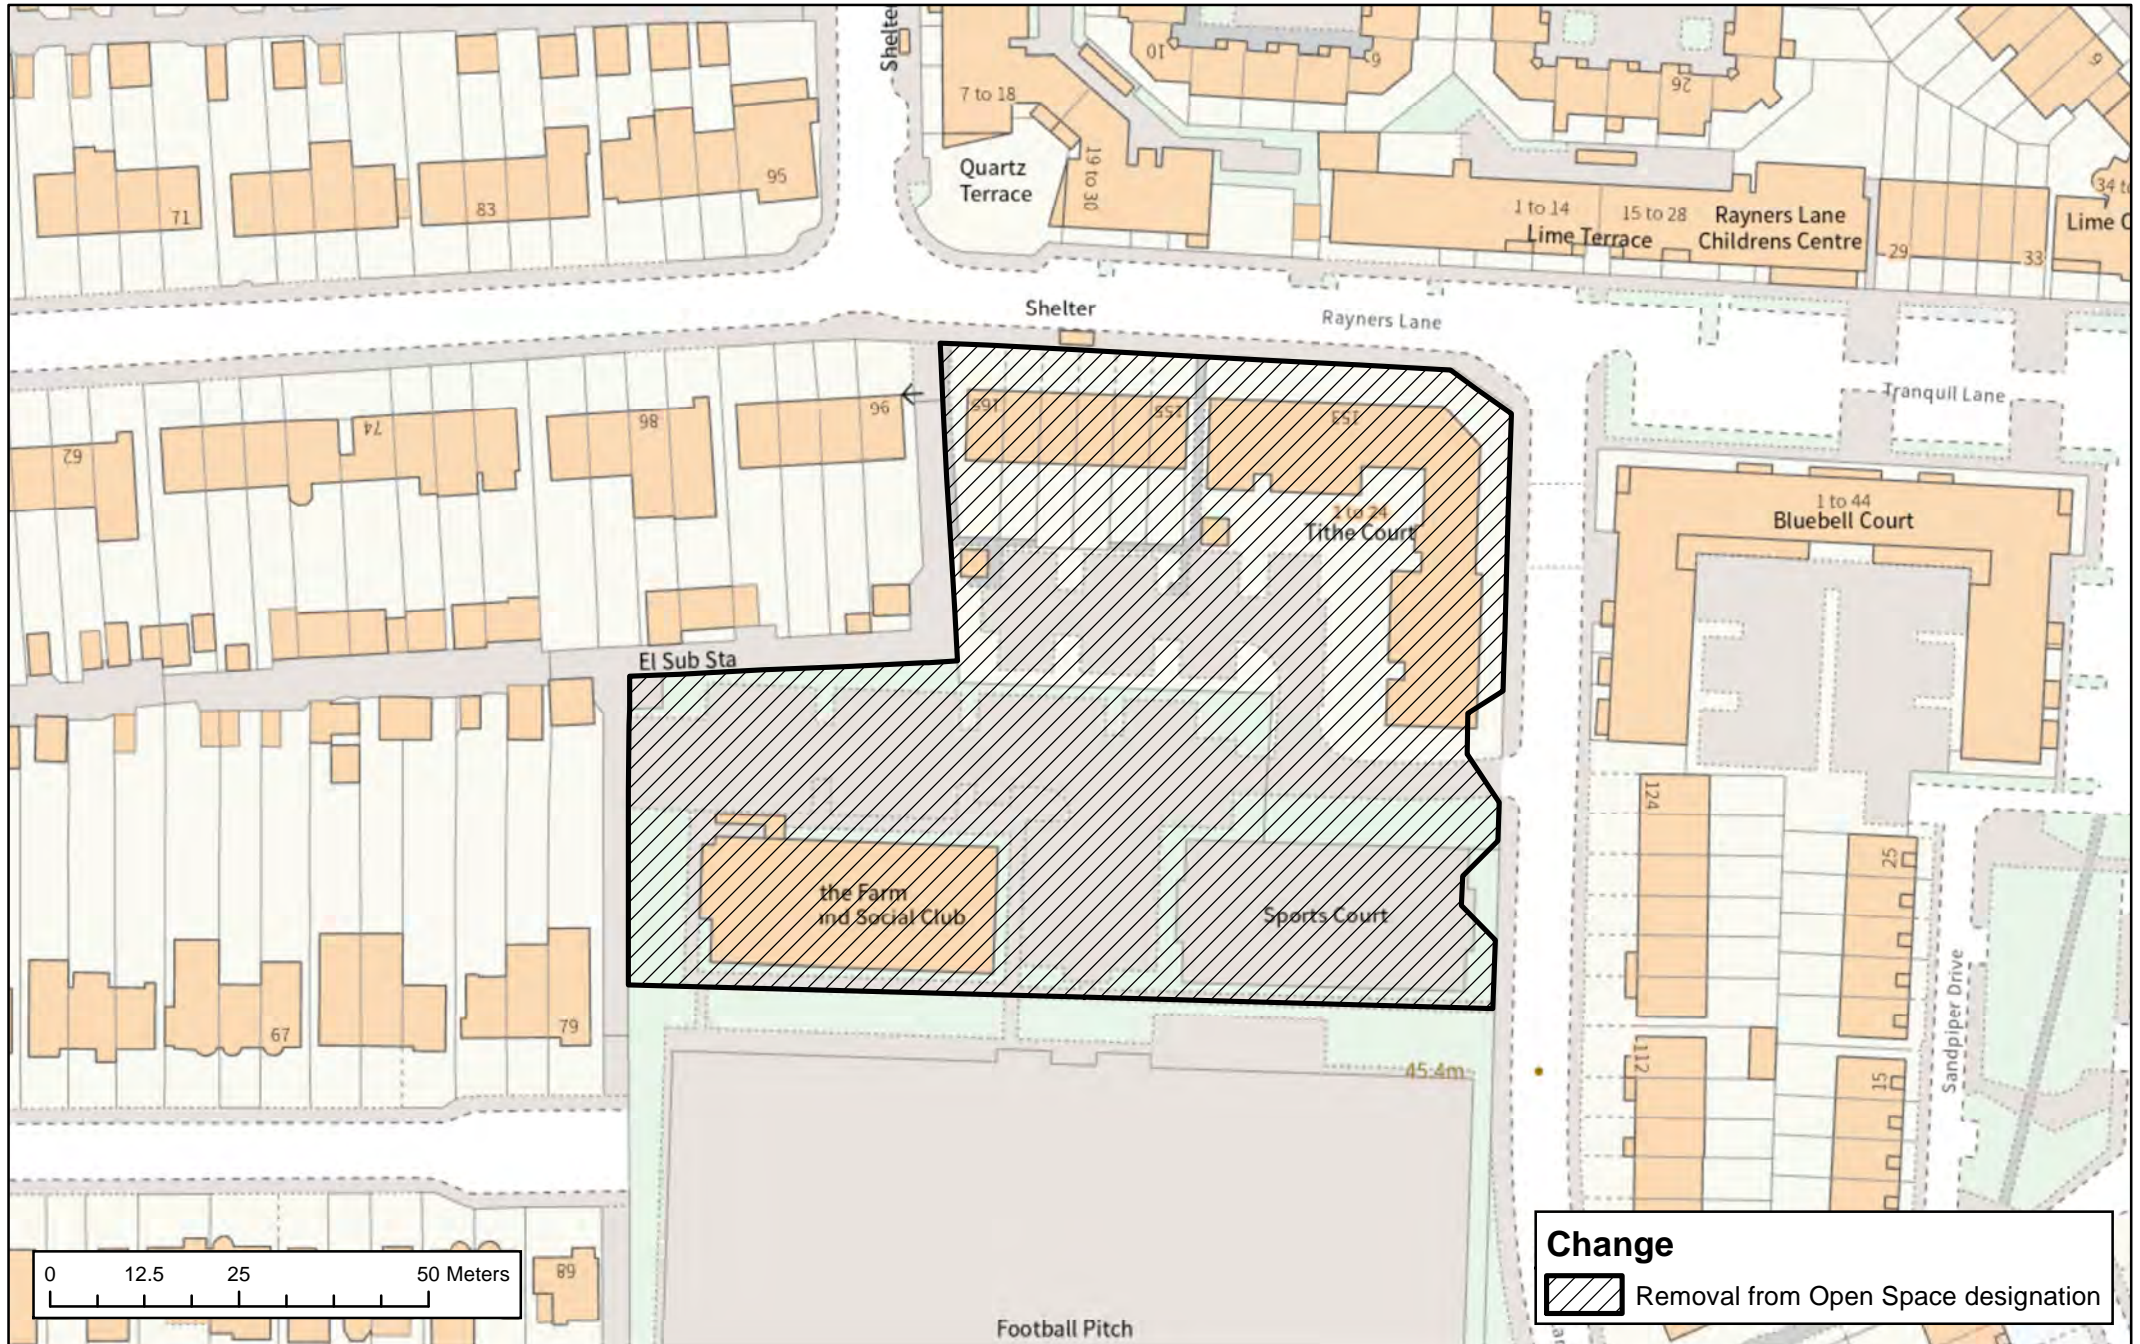 Shelte
10
6
26
9
7 to 18
19 to 30
Quartz
Terrace
71
83
95
1 to 14
15 to 28
Lime Terrace
Rayners Lane
Childrens Centre
29
33
34 t
Lime C
Shelter
Rayners Lane
Tranquil Lane
62
74
86
96
165
155
153
1 to 24
Tithe Court
1 to 44
Bluebell Court
El Sub Sta
124
25
the Farm
and Social Club
Sports Court
67
79
112
15
Sandpiper Drive
45.4m
89
Football Pitch
0 12.5 25 50 Meters
Change
Removal from Open Space designation